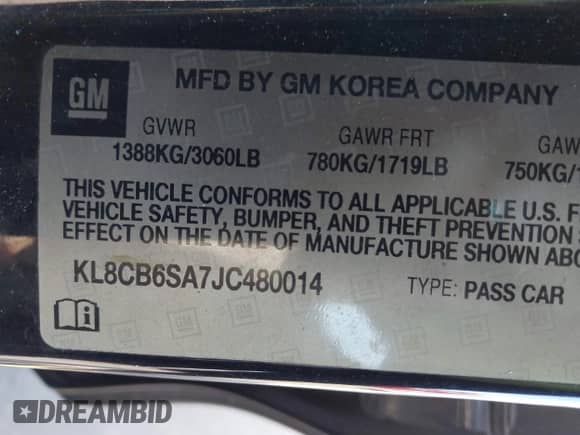 GM
MFD BY GM KOREA COMPANY
GVWR GAWR FRT
1388KG/3060LB 780KG/1719LB 750KG/
THIS VEHICLE CONFORMS TO ALL APPLICABLE U.S. F
VEHICLE SAFETY, BUMPER, AND THEFT PREVENTION
EFFECT ON THE DATE OF MANUFACTURE SHOWN ABO
KL8CB6SA7JC480014 TYPE: PASS CAR
DREAMBID